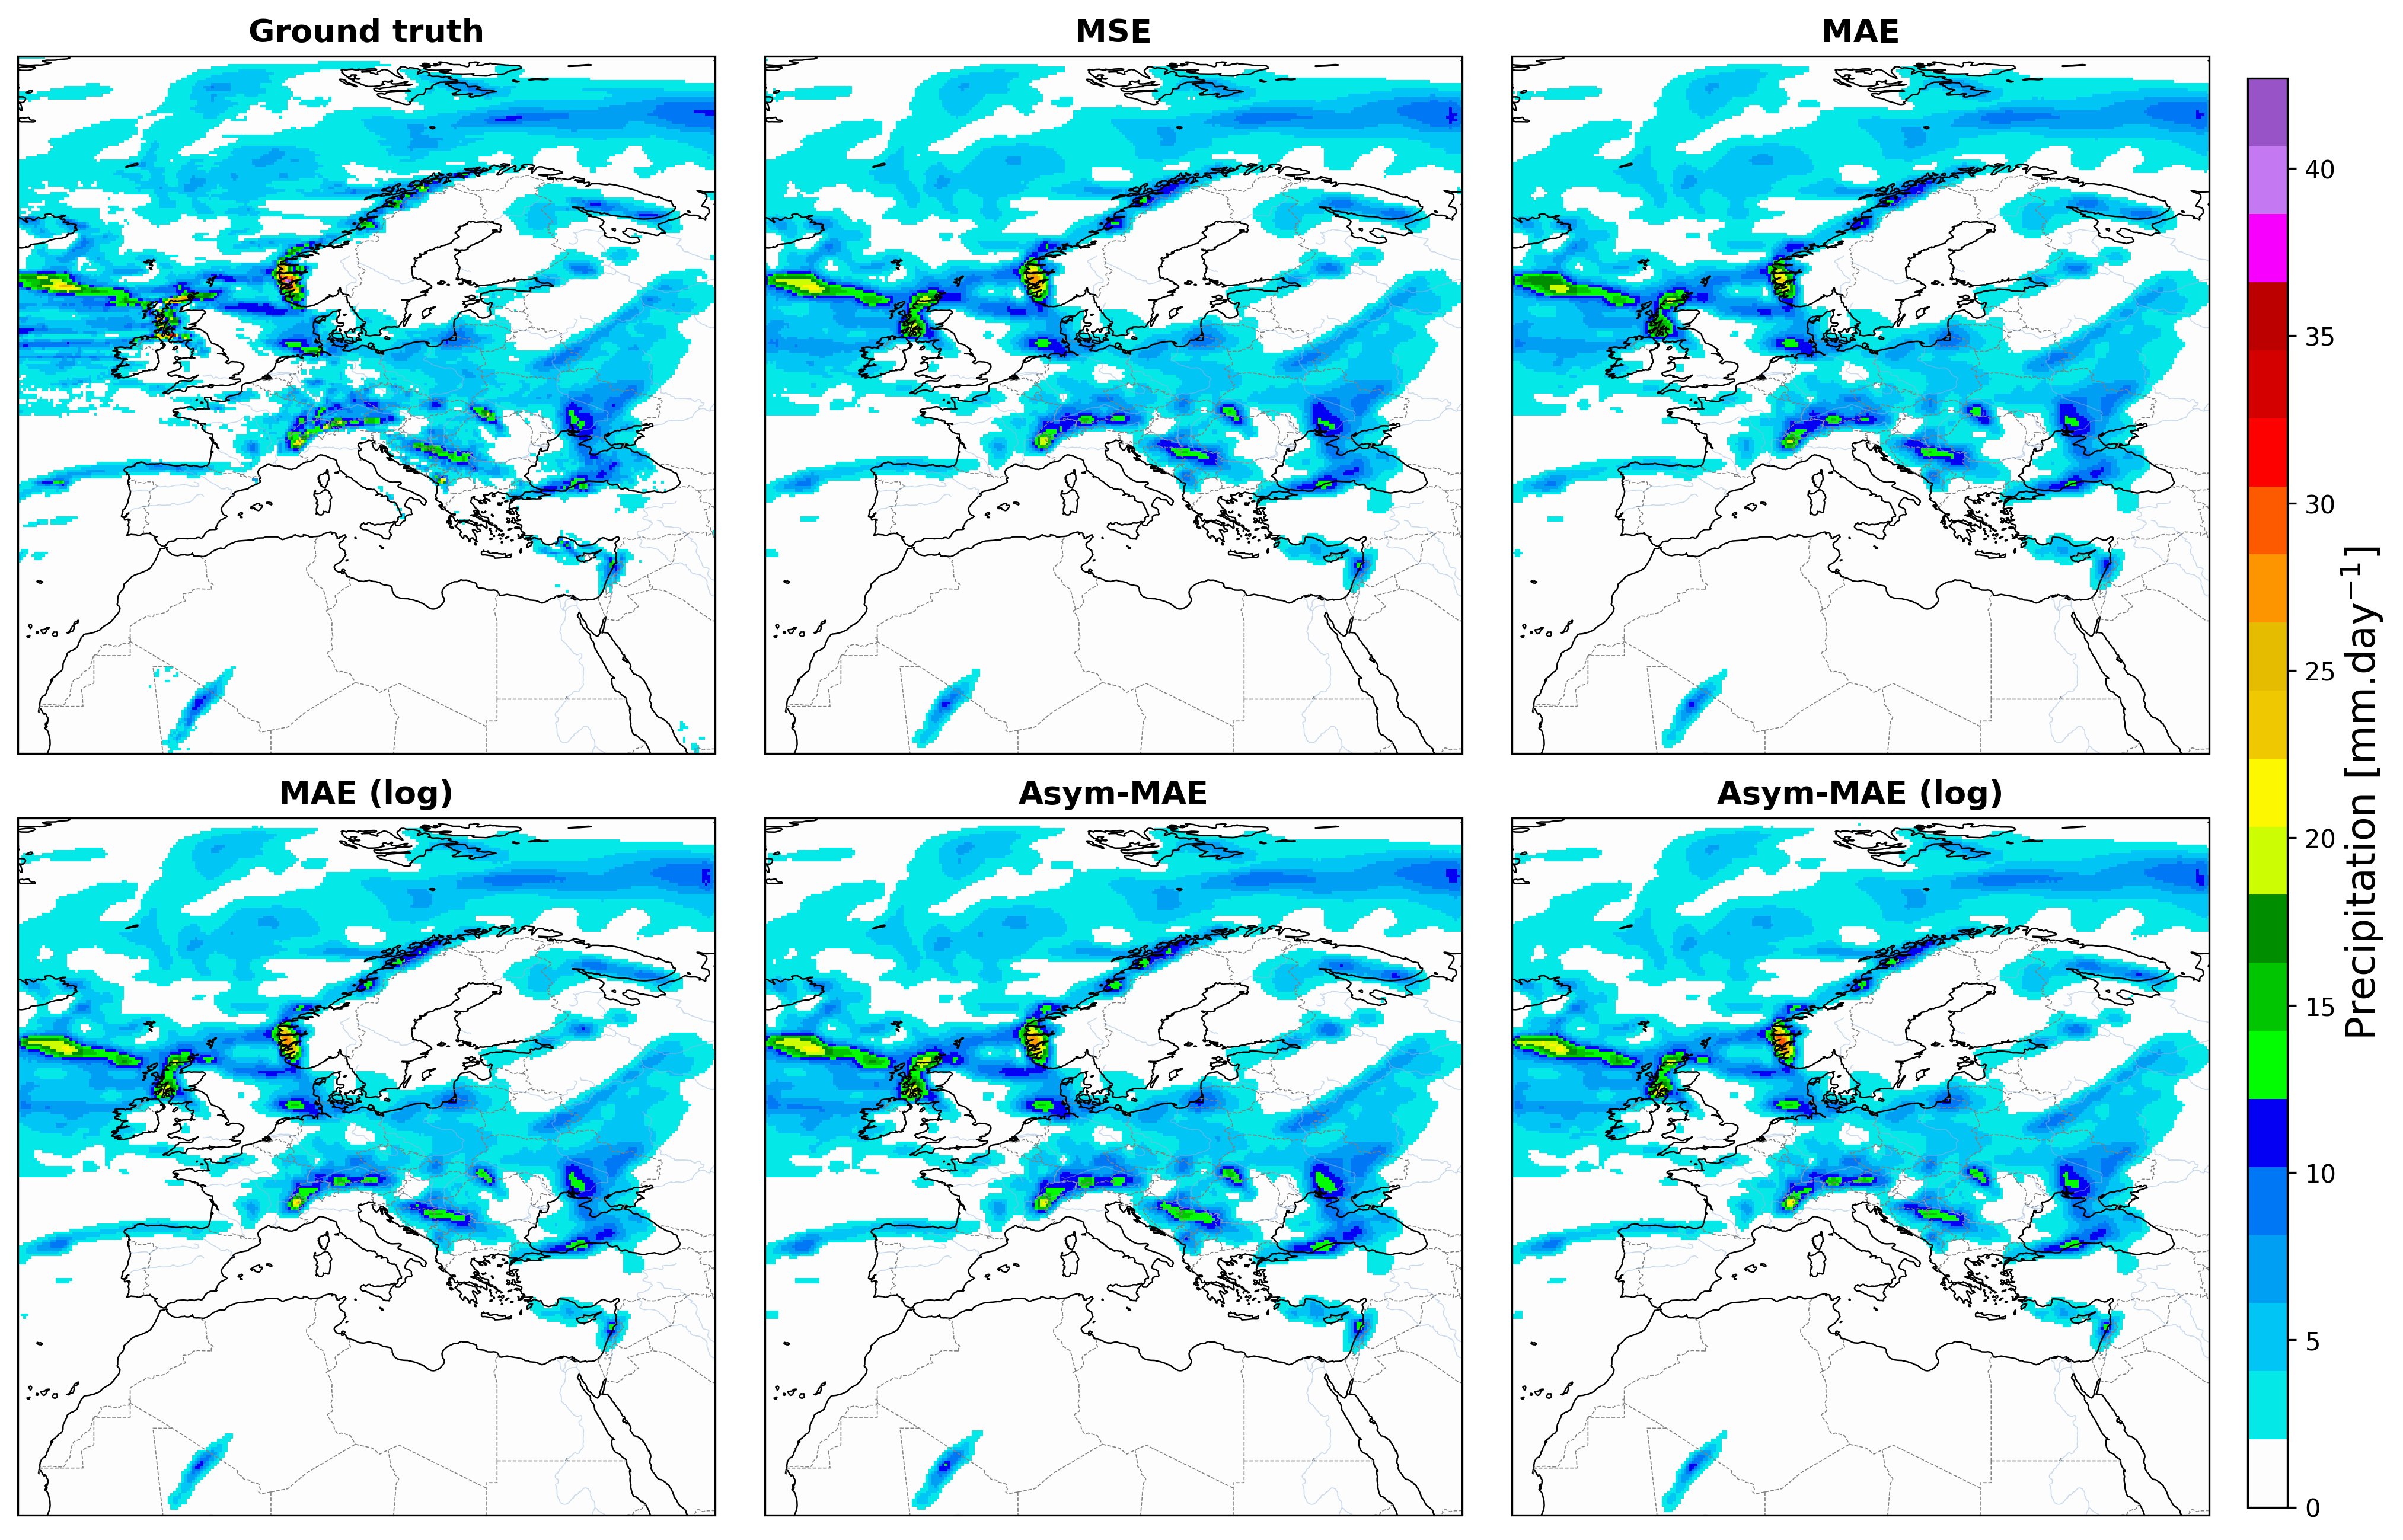 Ground truth
MSE
MAE
MAE (log)
Asym-MAE
Asym-MAE (log)
40
35
30
25
20
15
10
5
0
Precipitation [mm.day⁻¹]